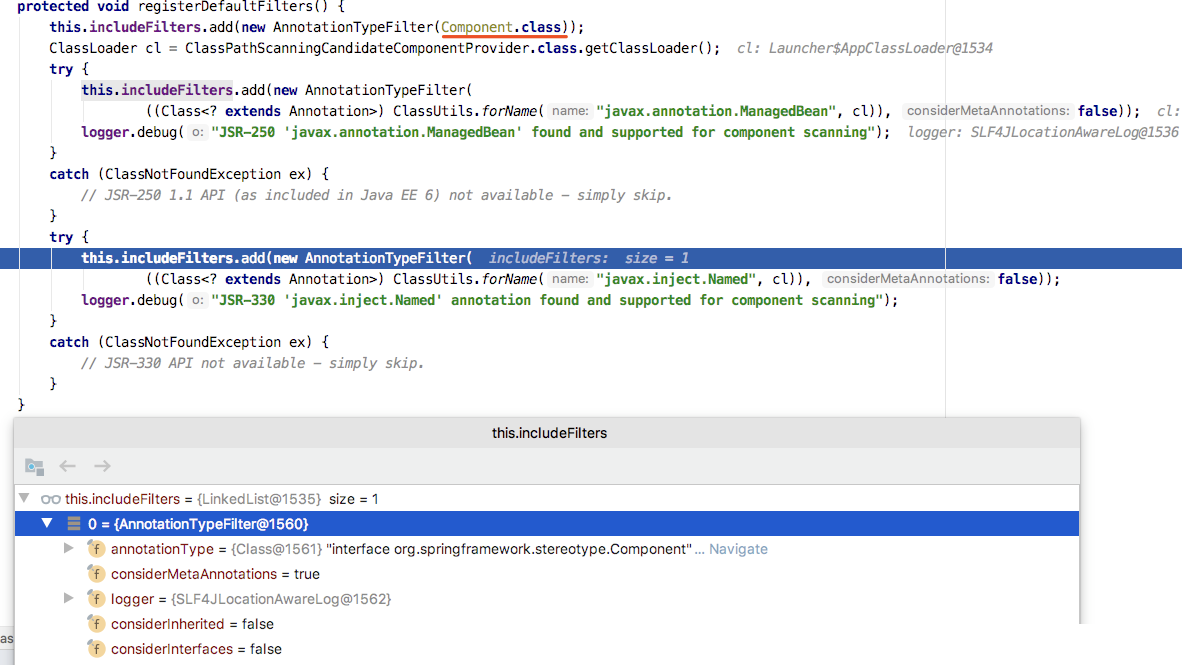 protected void registerDefaultFilters() {
this.includeFilters.add(new AnnotationTypeFilter(Component.class));
ClassLoader cl = ClassPathScanningCandidateComponentProvider.class.getClassLoader(); cl: Launcher$AppClassLoader@1534
try {
this.includeFilters.add(new AnnotationTypeFilter(
((Class<? extends Annotation>) ClassUtils.forName( name: "javax.annotation.ManagedBean", cl)), considerMetaAnnotations: false)); cl:
logger.debug( o: "JSR-250 'javax.annotation.ManagedBean' found and supported for component scanning"); logger: SLF4JLocationAwareLog@1536
}
catch (ClassNotFoundException ex) {
// JSR-250 1.1 API (as included in Java EE 6) not available - simply skip.
}
try {
this.includeFilters.add(new AnnotationTypeFilter( includeFilters: size = 1
((Class<? extends Annotation>) ClassUtils.forName( name: "javax.inject.Named", cl)), considerMetaAnnotations: false));
logger.debug( o: "JSR-330 'javax.inject.Named' annotation found and supported for component scanning");
}
catch (ClassNotFoundException ex) {
// JSR-330 API not available - simply skip.
}
}
this.includeFilters
this.includeFilters = {LinkedList@1535} size = 1
0 = {AnnotationTypeFilter@1560}
f annotationType = {Class@1561} "interface org.springframework.stereotype.Component" ... Navigate
f considerMetaAnnotations = true
f logger = {SLF4JLocationAwareLog@1562}
f considerInherited = false
as
f considerInterfaces = false